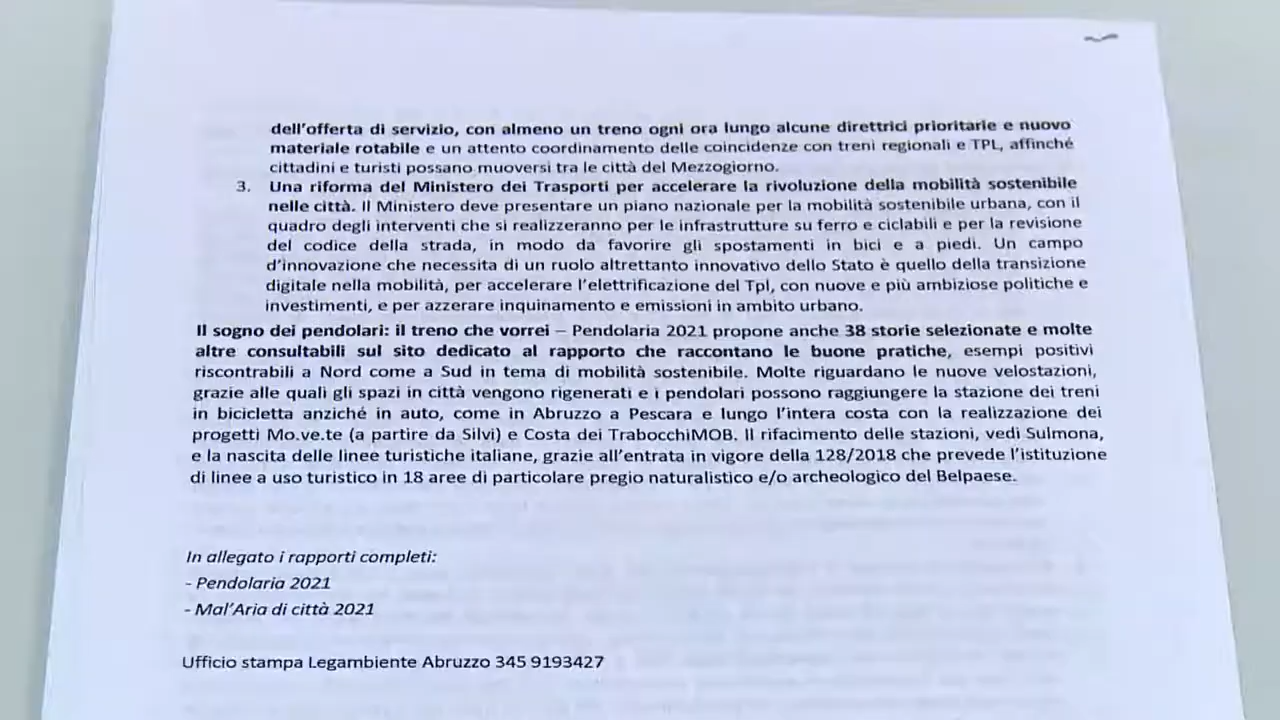 dell'offerta di servizio, con almeno un treno ogni ora lungo alcune direttrici prioritarie e nuovo
materiale rotabile e un attento coordinamento delle coincidenze con treni regionali e TPL, affinché
cittadini e turisti possano muoversi tra le città del Mezzogiorno.
3. Una riforma del Ministero dei Trasporti per accelerare la rivoluzione della mobilità sostenibile
nelle città. Il Ministero deve presentare un piano nazionale per la mobilità sostenibile urbana, con il
quadro degli interventi che si realizzeranno per le infrastrutture su ferro e ciclabili e per la revisione
del codice della strada, in modo da favorire gli spostamenti in bici e a piedi. Un campo
d'innovazione che necessita di un ruolo altrettanto innovativo dello Stato è quello della transizione
digitale nella mobilità, per accelerare l'elettrificazione del Tpl, con nuove e più ambiziose politiche e
investimenti, e per azzerare inquinamento e emissioni in ambito urbano.
Il sogno dei pendolari: il treno che vorrei – Pendolaria 2021 propone anche 38 storie selezionate e molte
altre consultabili sul sito dedicato al rapporto che raccontano le buone pratiche, esempi positivi
riscontrabili a Nord come a Sud in tema di mobilità sostenibile. Molte riguardano le nuove velostazioni,
grazie alle quali gli spazi in città vengono rigenerati e i pendolari possono raggiungere la stazione dei treni
in bicicletta anziché in auto, come in Abruzzo a Pescara e lungo l'intera costa con la realizzazione dei
progetti Mo.ve.te (a partire da Silvi) e Costa dei TrabocchiMOB. Il rifacimento delle stazioni, vedi Sulmona,
e la nascita delle linee turistiche italiane, grazie all'entrata in vigore della 128/2018 che prevede l'istituzione
di linee a uso turistico in 18 aree di particolare pregio naturalistico e/o archeologico del Belpaese.
In allegato i rapporti completi:
- Pendolaria 2021
- Mal'Aria di città 2021
Ufficio stampa Legambiente Abruzzo 345 9193427